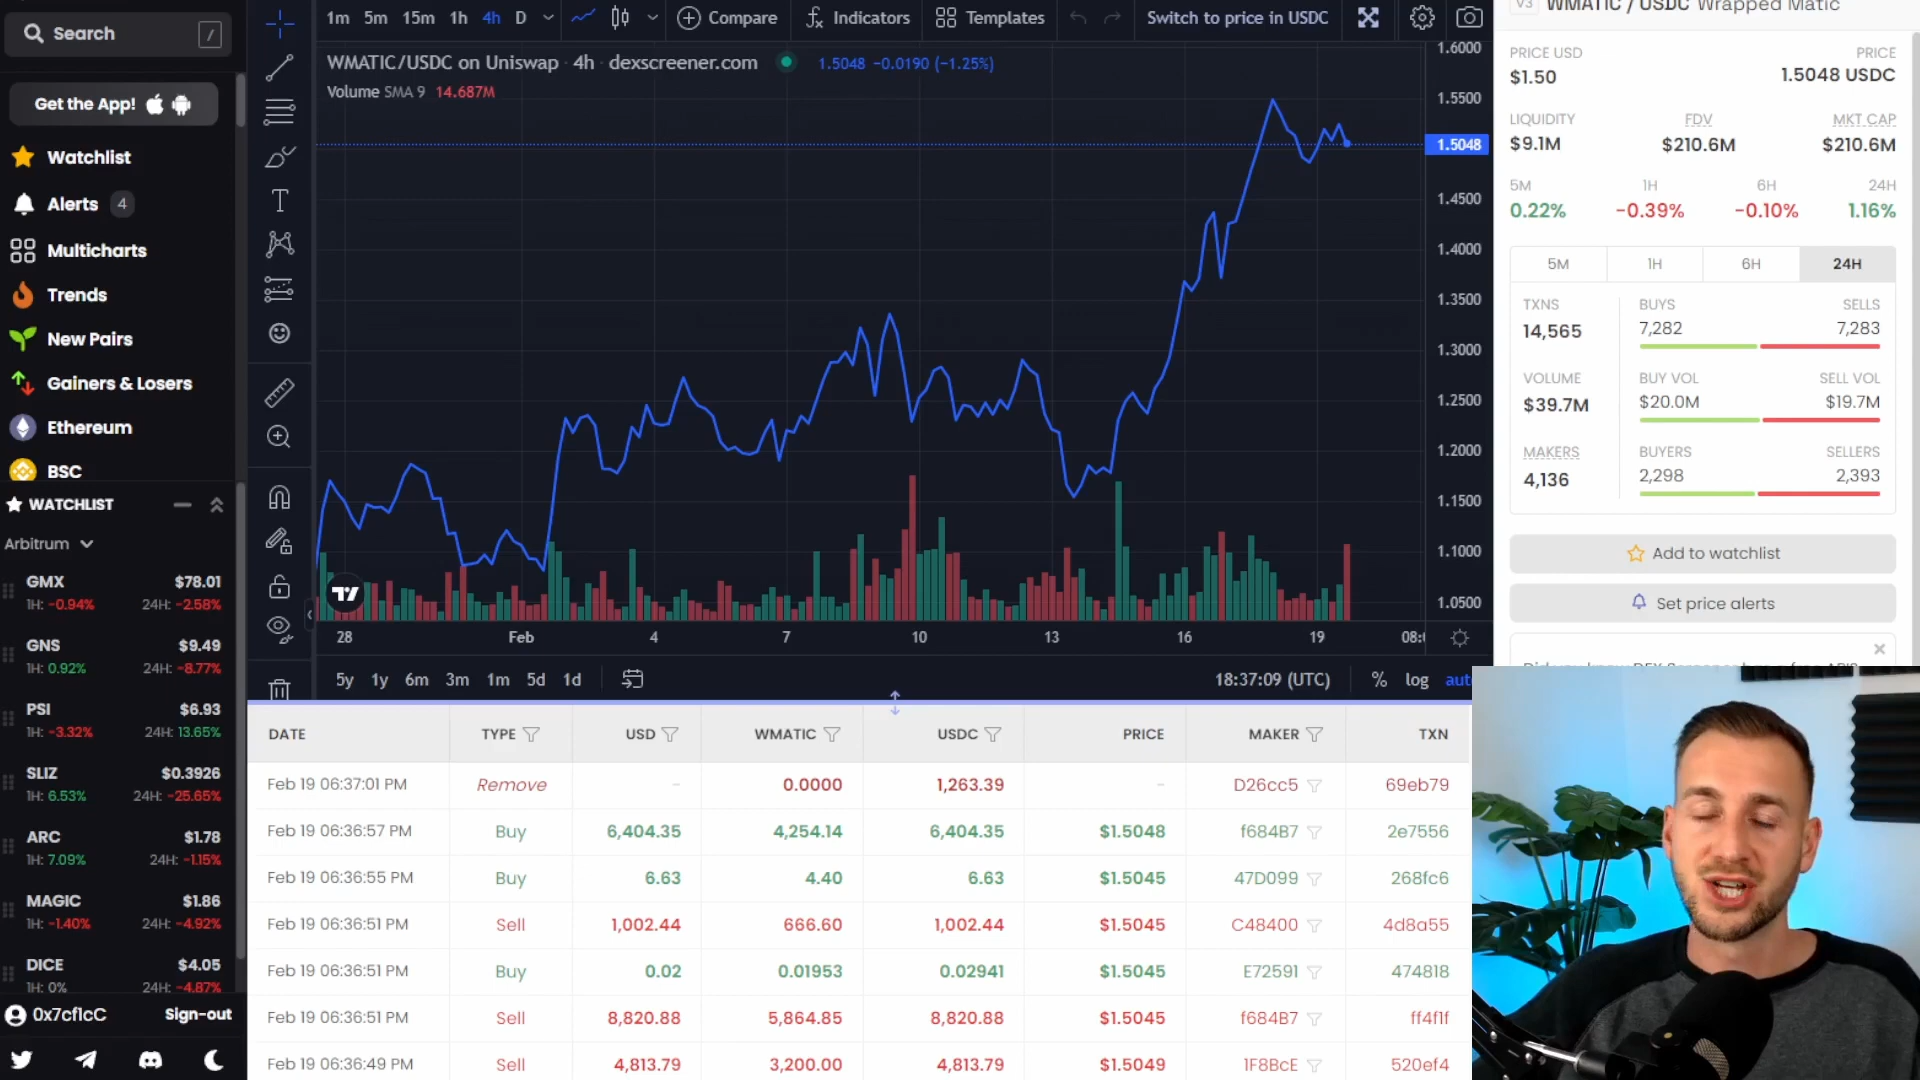 Search /
Get the App!
Watchlist
Alerts 4
Multicharts
Trends
New Pairs
Gainers & Losers
Ethereum
BSC
WATCHLIST
Arbitrum
GMX $78.01
1H: -0.94% 24H: -2.58%
GNS $9.49
1H: 0.92% 24H: -8.77%
PSI $6.93
1H: -3.32% 24H: 13.65%
SLIZ $0.3926
1H: 6.53% 24H: -25.65%
ARC $1.78
1H: 7.09% 24H: -1.15%
MAGIC $1.86
1H: -1.40% 24H: -4.92%
DICE $4.05
1H: 0% 24H: -4.87%
0x7cf1cC Sign-out
1m 5m 15m 1h 4h D Compare Indicators Templates Switch to price in USDC
WMATIC/USDC on Uniswap · 4h · dexscreener.com 1.5048 -0.0190 (-1.25%)
Volume SMA 9 14.687M
1.6000
1.5500
1.5048
1.4500
1.4000
1.3500
1.3000
1.2500
1.2000
1.1500
1.1000
1.0500
28 Feb 4 7 10 13 16 19
5y 1y 6m 3m 1m 5d 1d 18:37:09 (UTC) % log
DATE TYPE USD WMATIC USDC PRICE MAKER TXN
Feb 19 06:37:01 PM Remove - 0.0000 1,263.39 - D26cc5 69eb79
Feb 19 06:36:57 PM Buy 6,404.35 4,254.14 6,404.35 $1.5048 f684B7 2e7556
Feb 19 06:36:55 PM Buy 6.63 4.40 6.63 $1.5045 47D099 268fc6
Feb 19 06:36:51 PM Sell 1,002.44 666.60 1,002.44 $1.5045 C48400 4d8a55
Feb 19 06:36:51 PM Buy 0.02 0.01953 0.02941 $1.5045 E72591 474818
Feb 19 06:36:51 PM Sell 8,820.88 5,864.85 8,820.88 $1.5045 f684B7 ff4f1f
Feb 19 06:36:49 PM Sell 4,813.79 3,200.00 4,813.79 $1.5049 1F8BcE 520ef4
V3 WMATIC / USDC Wrapped Matic
PRICE USD PRICE
$1.50 1.5048 USDC
LIQUIDITY FDV MKT CAP
$9.1M $210.6M $210.6M
5M 1H 6H 24H
0.22% -0.39% -0.10% 1.16%
5M 1H 6H 24H
TXNS BUYS SELLS
14,565 7,282 7,283
VOLUME BUY VOL SELL VOL
$39.7M $20.0M $19.7M
MAKERS BUYERS SELLERS
4,136 2,298 2,393
Add to watchlist
Set price alerts